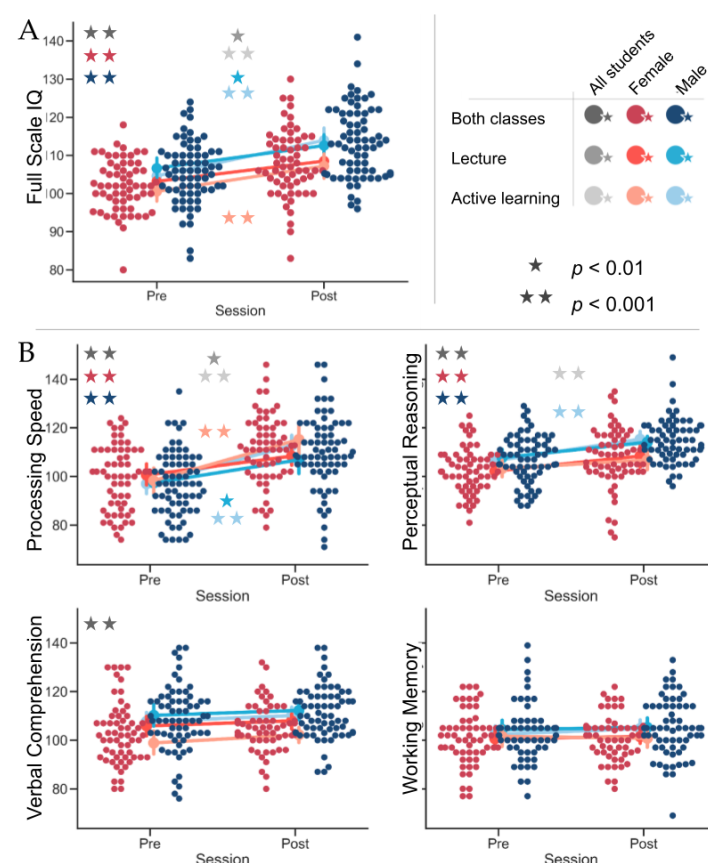 A
Full Scale IQ
140
130
120
110
100
90
80
Pre
Post
Session
All students
Female
Male
Both classes
Lecture
Active learning
p < 0.01
p < 0.001
B
Processing Speed
140
120
100
80
Pre
Post
Session
Perceptual Reasoning
Pre
Post
Session
Verbal Comprehension
140
120
100
80
Pre
Post
Session
Working Memory
Pre
Post
Session